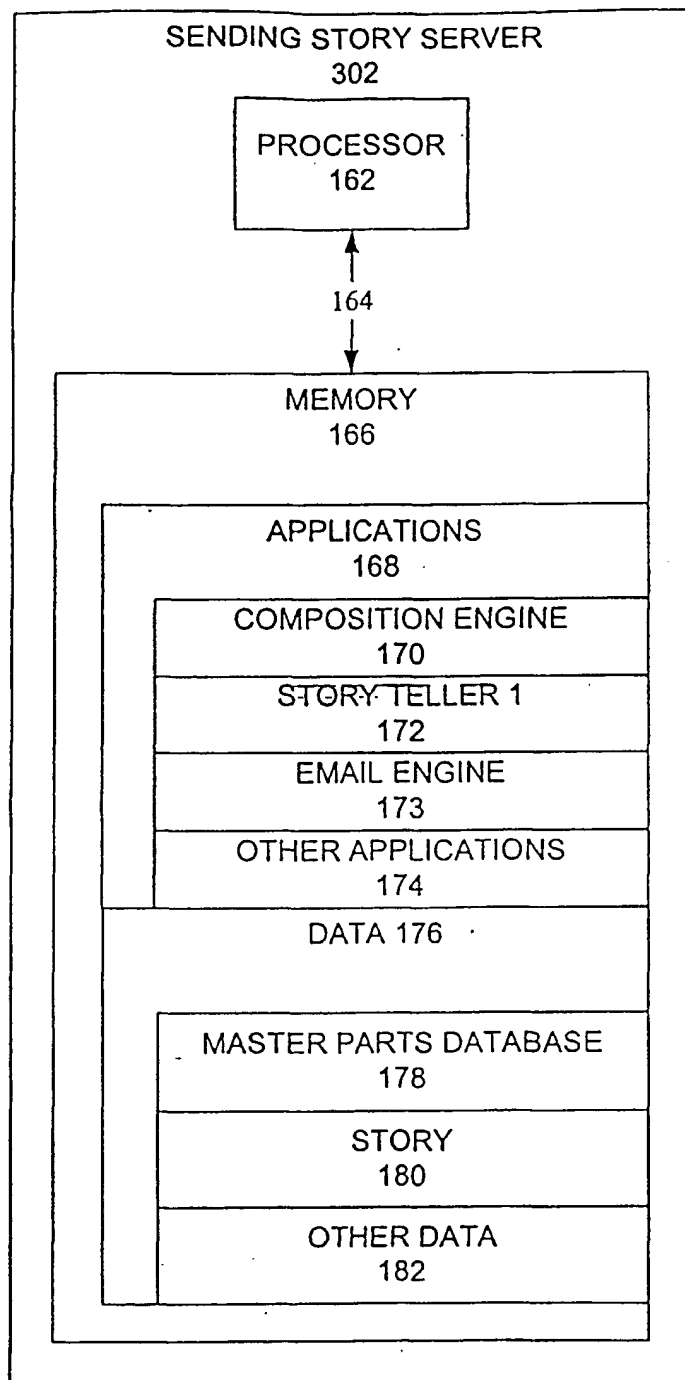 SENDING STORY SERVER
302
PROCESSOR
162
164
MEMORY
166
APPLICATIONS
168
COMPOSITION ENGINE
170
STORY TELLER 1
172
EMAIL ENGINE
173
OTHER APPLICATIONS
174
DATA 176
MASTER PARTS DATABASE
178
STORY
180
OTHER DATA
182